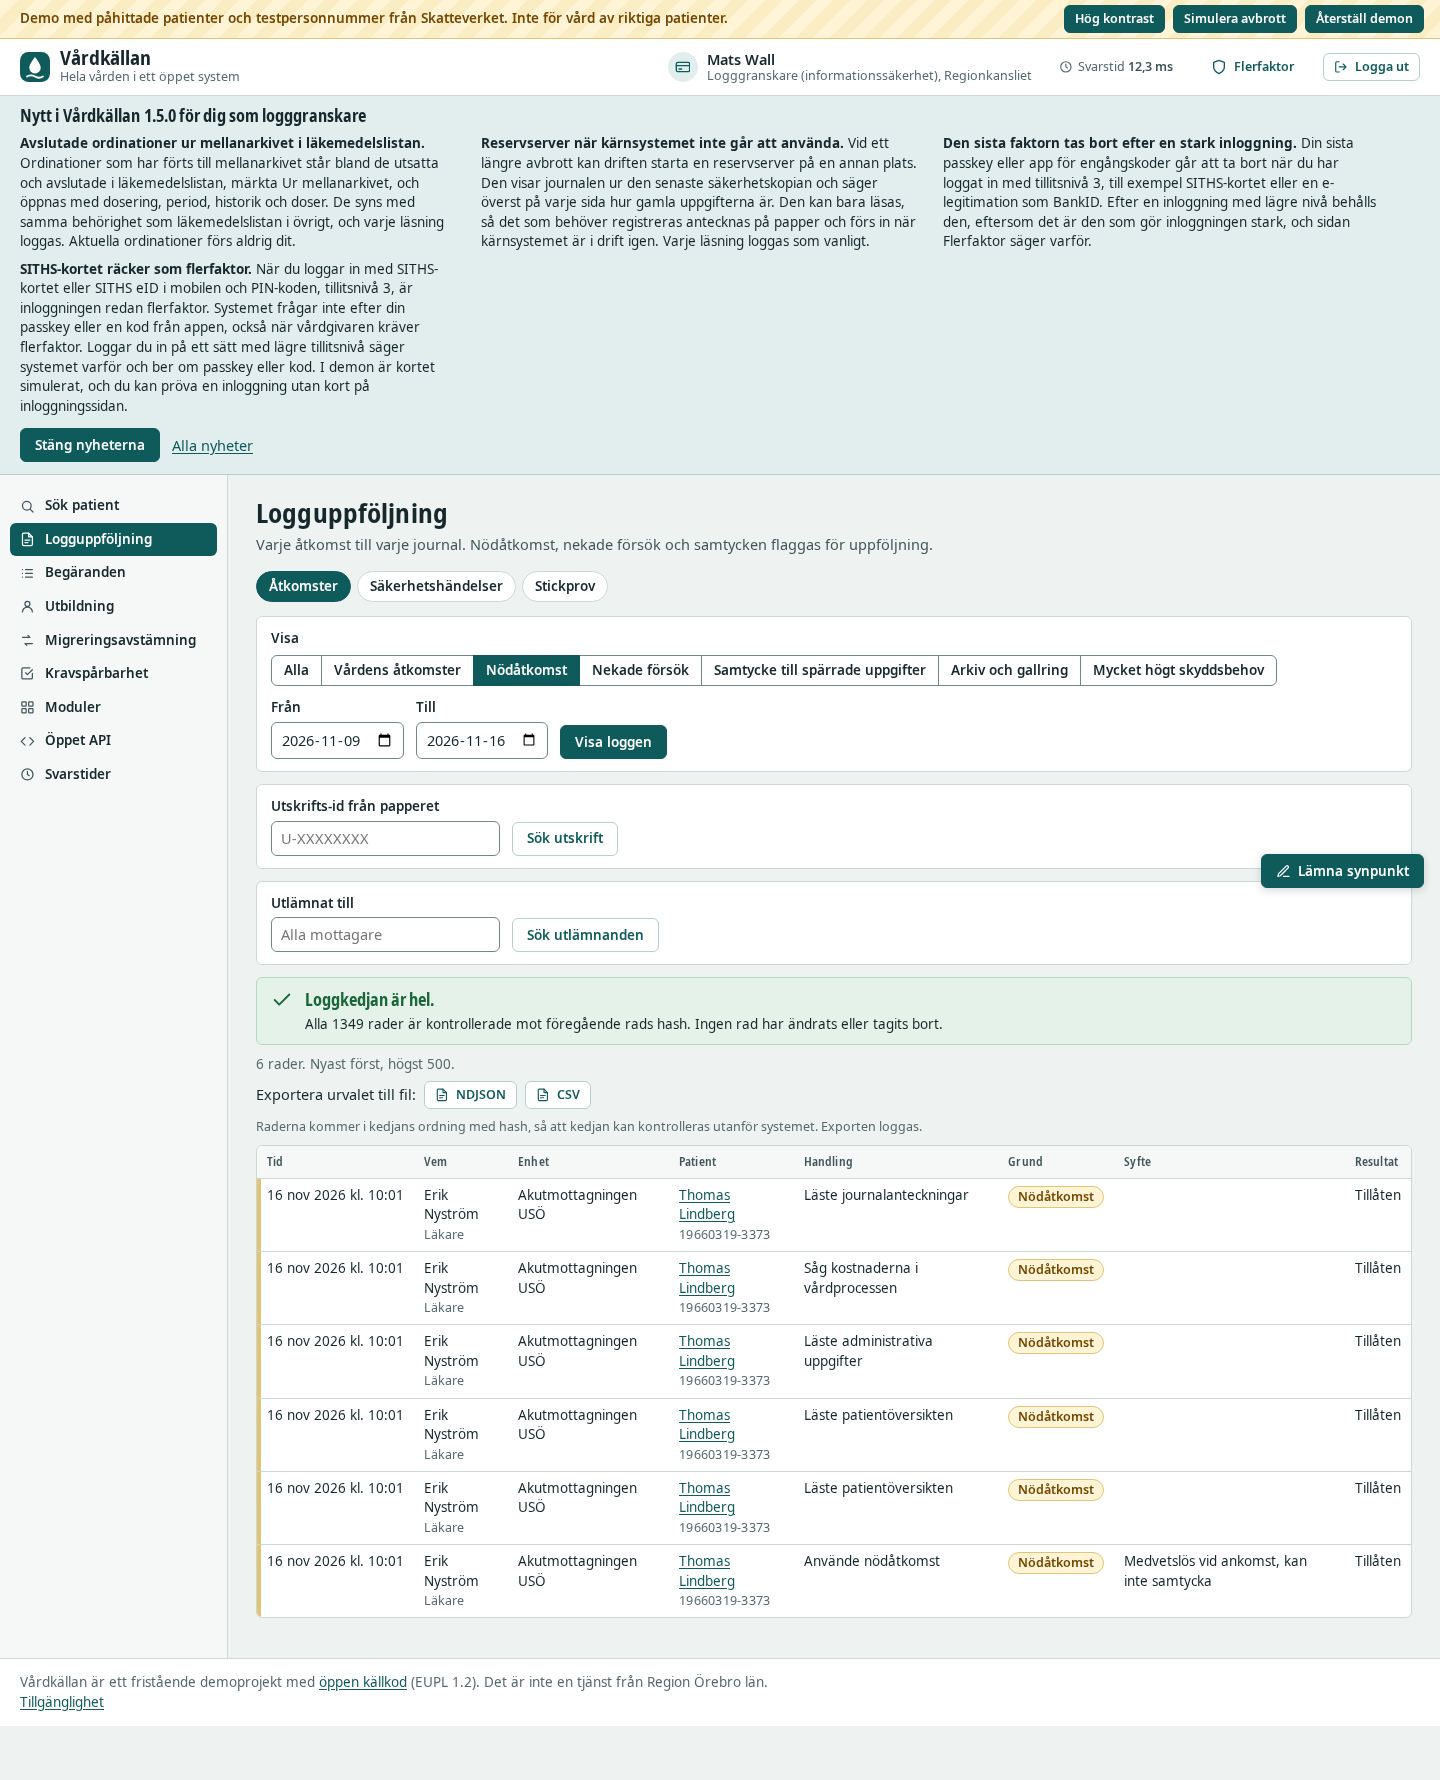 Demo med påhittade patienter och testpersonnummer från Skatteverket. Inte för vård av riktiga patienter.
Hög kontrast
Simulera avbrott
Återställ demon
Vårdkällan
Hela vården i ett öppet system
Mats Wall
Logggranskare (informationssäkerhet), Regionkansliet
Svarstid 12,3 ms
Flerfaktor
Logga ut
Nytt i Vårdkällan 1.5.0 för dig som logggranskare
Avslutade ordinationer ur mellanarkivet i läkemedelslistan.
Ordinationer som har förts till mellanarkivet står bland de utsatta
och avslutade i läkemedelslistan, märkta Ur mellanarkivet, och
öppnas med dosering, period, historik och doser. De syns med
samma behörighet som läkemedelslistan i övrigt, och varje läsning
loggas. Aktuella ordinationer förs aldrig dit.
SITHS-kortet räcker som flerfaktor. När du loggar in med SITHS-
kortet eller SITHS eID i mobilen och PIN-koden, tillitsnivå 3, är
inloggningen redan flerfaktor. Systemet frågar inte efter din
passkey eller en kod från appen, också när vårdgivaren kräver
flerfaktor. Loggar du in på ett sätt med lägre tillitsnivå säger
systemet varför och ber om passkey eller kod. I demon är kortet
simulerat, och du kan pröva en inloggning utan kort på
inloggningssidan.
Reservserver när kärnsystemet inte går att använda. Vid ett
längre avbrott kan driften starta en reservserver på en annan plats.
Den visar journalen ur den senaste säkerhetskopian och säger
överst på varje sida hur gamla uppgifterna är. Den kan bara läsas,
så det som behöver registreras antecknas på papper och förs in när
kärnsystemet är i drift igen. Varje läsning loggas som vanligt.
Den sista faktorn tas bort efter en stark inloggning. Din sista
passkey eller app för engångskoder går att ta bort när du har
loggat in med tillitsnivå 3, till exempel SITHS-kortet eller en e-
legitimation som BankID. Efter en inloggning med lägre nivå behålls
den, eftersom det är den som gör inloggningen stark, och sidan
Flerfaktor säger varför.
Stäng nyheterna
Alla nyheter
Sök patient
Logguppföljning
Begäranden
Utbildning
Migreringsavstämning
Kravspårbarhet
Moduler
Öppet API
Svarstider
Logguppföljning
Varje åtkomst till varje journal. Nödåtkomst, nekade försök och samtycken flaggas för uppföljning.
Åtkomster
Säkerhetshändelser
Stickprov
Visa
Alla
Vårdens åtkomster
Nödåtkomst
Nekade försök
Samtycke till spärrade uppgifter
Arkiv och gallring
Mycket högt skyddsbehov
Från
Till
2026-11-09
2026-11-16
Visa loggen
Utskrifts-id från papperet
U-XXXXXXXX
Sök utskrift
Lämna synpunkt
Utlämnat till
Alla mottagare
Sök utlämnanden
Loggkedjan är hel.
Alla 1349 rader är kontrollerade mot föregående rads hash. Ingen rad har ändrats eller tagits bort.
6 rader. Nyast först, högst 500.
Exportera urvalet till fil:
NDJSON
CSV
Raderna kommer i kedjans ordning med hash, så att kedjan kan kontrolleras utanför systemet. Exporten loggas.
Tid Vem Enhet Patient Handling Grund Syfte Resultat
16 nov 2026 kl. 10:01 Erik Akutmottagningen Thomas Läste journalanteckningar Nödåtkomst Tillåten
Nyström USÖ Lindberg
Läkare 19660319-3373
16 nov 2026 kl. 10:01 Erik Akutmottagningen Thomas Såg kostnaderna i Nödåtkomst Tillåten
Nyström USÖ Lindberg vårdprocessen
Läkare 19660319-3373
16 nov 2026 kl. 10:01 Erik Akutmottagningen Thomas Läste administrativa Nödåtkomst Tillåten
Nyström USÖ Lindberg uppgifter
Läkare 19660319-3373
16 nov 2026 kl. 10:01 Erik Akutmottagningen Thomas Läste patientöversikten Nödåtkomst Tillåten
Nyström USÖ Lindberg
Läkare 19660319-3373
16 nov 2026 kl. 10:01 Erik Akutmottagningen Thomas Läste patientöversikten Nödåtkomst Tillåten
Nyström USÖ Lindberg
Läkare 19660319-3373
16 nov 2026 kl. 10:01 Erik Akutmottagningen Thomas Använde nödåtkomst Nödåtkomst Medvetslös vid ankomst, kan Tillåten
Nyström USÖ Lindberg inte samtycka
Läkare 19660319-3373
Vårdkällan är ett fristående demoprojekt med öppen källkod (EUPL 1.2). Det är inte en tjänst från Region Örebro län.
Tillgänglighet